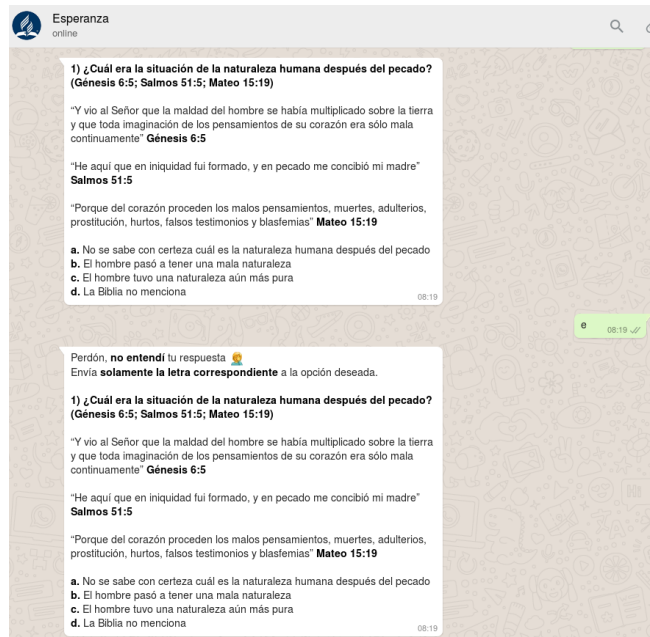 Esperanza
online
1) ¿Cuál era la situación de la naturaleza humana después del pecado?
(Génesis 6:5; Salmos 51:5; Mateo 15:19)
“Y vio al Señor que la maldad del hombre se había multiplicado sobre la tierra
y que toda imaginación de los pensamientos de su corazón era sólo mala
continuamente” Génesis 6:5
“He aquí que en iniquidad fui formado, y en pecado me concibió mi madre”
Salmos 51:5
“Porque del corazón proceden los malos pensamientos, muertes, adulterios,
prostitución, hurtos, falsos testimonios y blasfemias” Mateo 15:19
a. No se sabe con certeza cuál es la naturaleza humana después del pecado
b. El hombre pasó a tener una mala naturaleza
c. El hombre tuvo una naturaleza aún más pura
d. La Biblia no menciona
08:19
e
08:19
Perdón, no entendí tu respuesta
Envía solamente la letra correspondiente a la opción deseada.
1) ¿Cuál era la situación de la naturaleza humana después del pecado?
(Génesis 6:5; Salmos 51:5; Mateo 15:19)
“Y vio al Señor que la maldad del hombre se había multiplicado sobre la tierra
y que toda imaginación de los pensamientos de su corazón era sólo mala
continuamente” Génesis 6:5
“He aquí que en iniquidad fui formado, y en pecado me concibió mi madre”
Salmos 51:5
“Porque del corazón proceden los malos pensamientos, muertes, adulterios,
prostitución, hurtos, falsos testimonios y blasfemias” Mateo 15:19
a. No se sabe con certeza cuál es la naturaleza humana después del pecado
b. El hombre pasó a tener una mala naturaleza
c. El hombre tuvo una naturaleza aún más pura
d. La Biblia no menciona
08:19